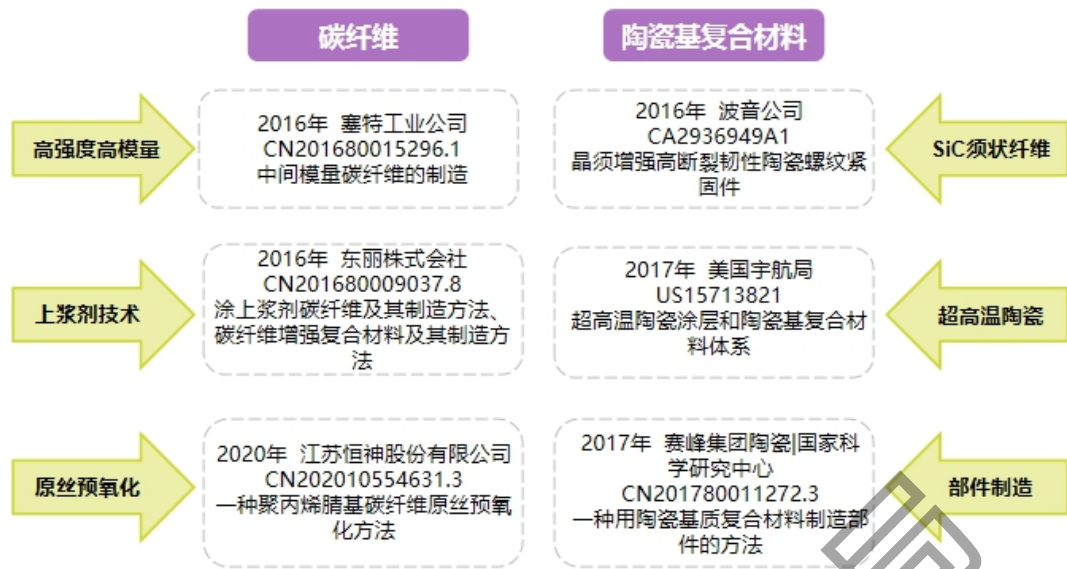 碳纤维
陶瓷基复合材料
高强度高模量
2016年 塞特工业公司
CN201680015296.1
中间模量碳纤维的制造
2016年 波音公司
CA2936949A1
晶须增强高断裂韧性陶瓷螺纹紧
固件
SiC须状纤维
上浆剂技术
2016年 东丽株式会社
CN201680009037.8
涂上浆剂碳纤维及其制造方法、
碳纤维增强复合材料及其制造方
法
2017年 美国宇航局
US15713821
超高温陶瓷涂层和陶瓷基复合材
料体系
超高温陶瓷
原丝预氧化
2020年 江苏恒神股份有限公司
CN202010554631.3
一种聚丙烯腈基碳纤维原丝预氧
化方法
2017年 赛峰集团陶瓷|国家科
学研究中心
CN201780011272.3
一种用陶瓷基质复合材料制造部
件的方法
部件制造